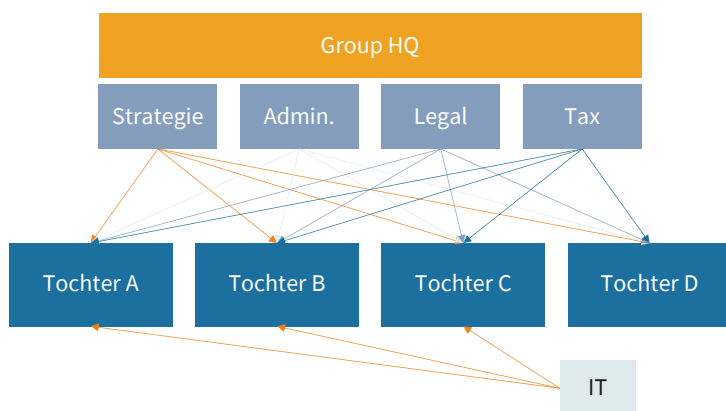 Group HQ
Strategie
Admin.
Legal
Tax
Tochter A
Tochter B
Tochter C
Tochter D
IT